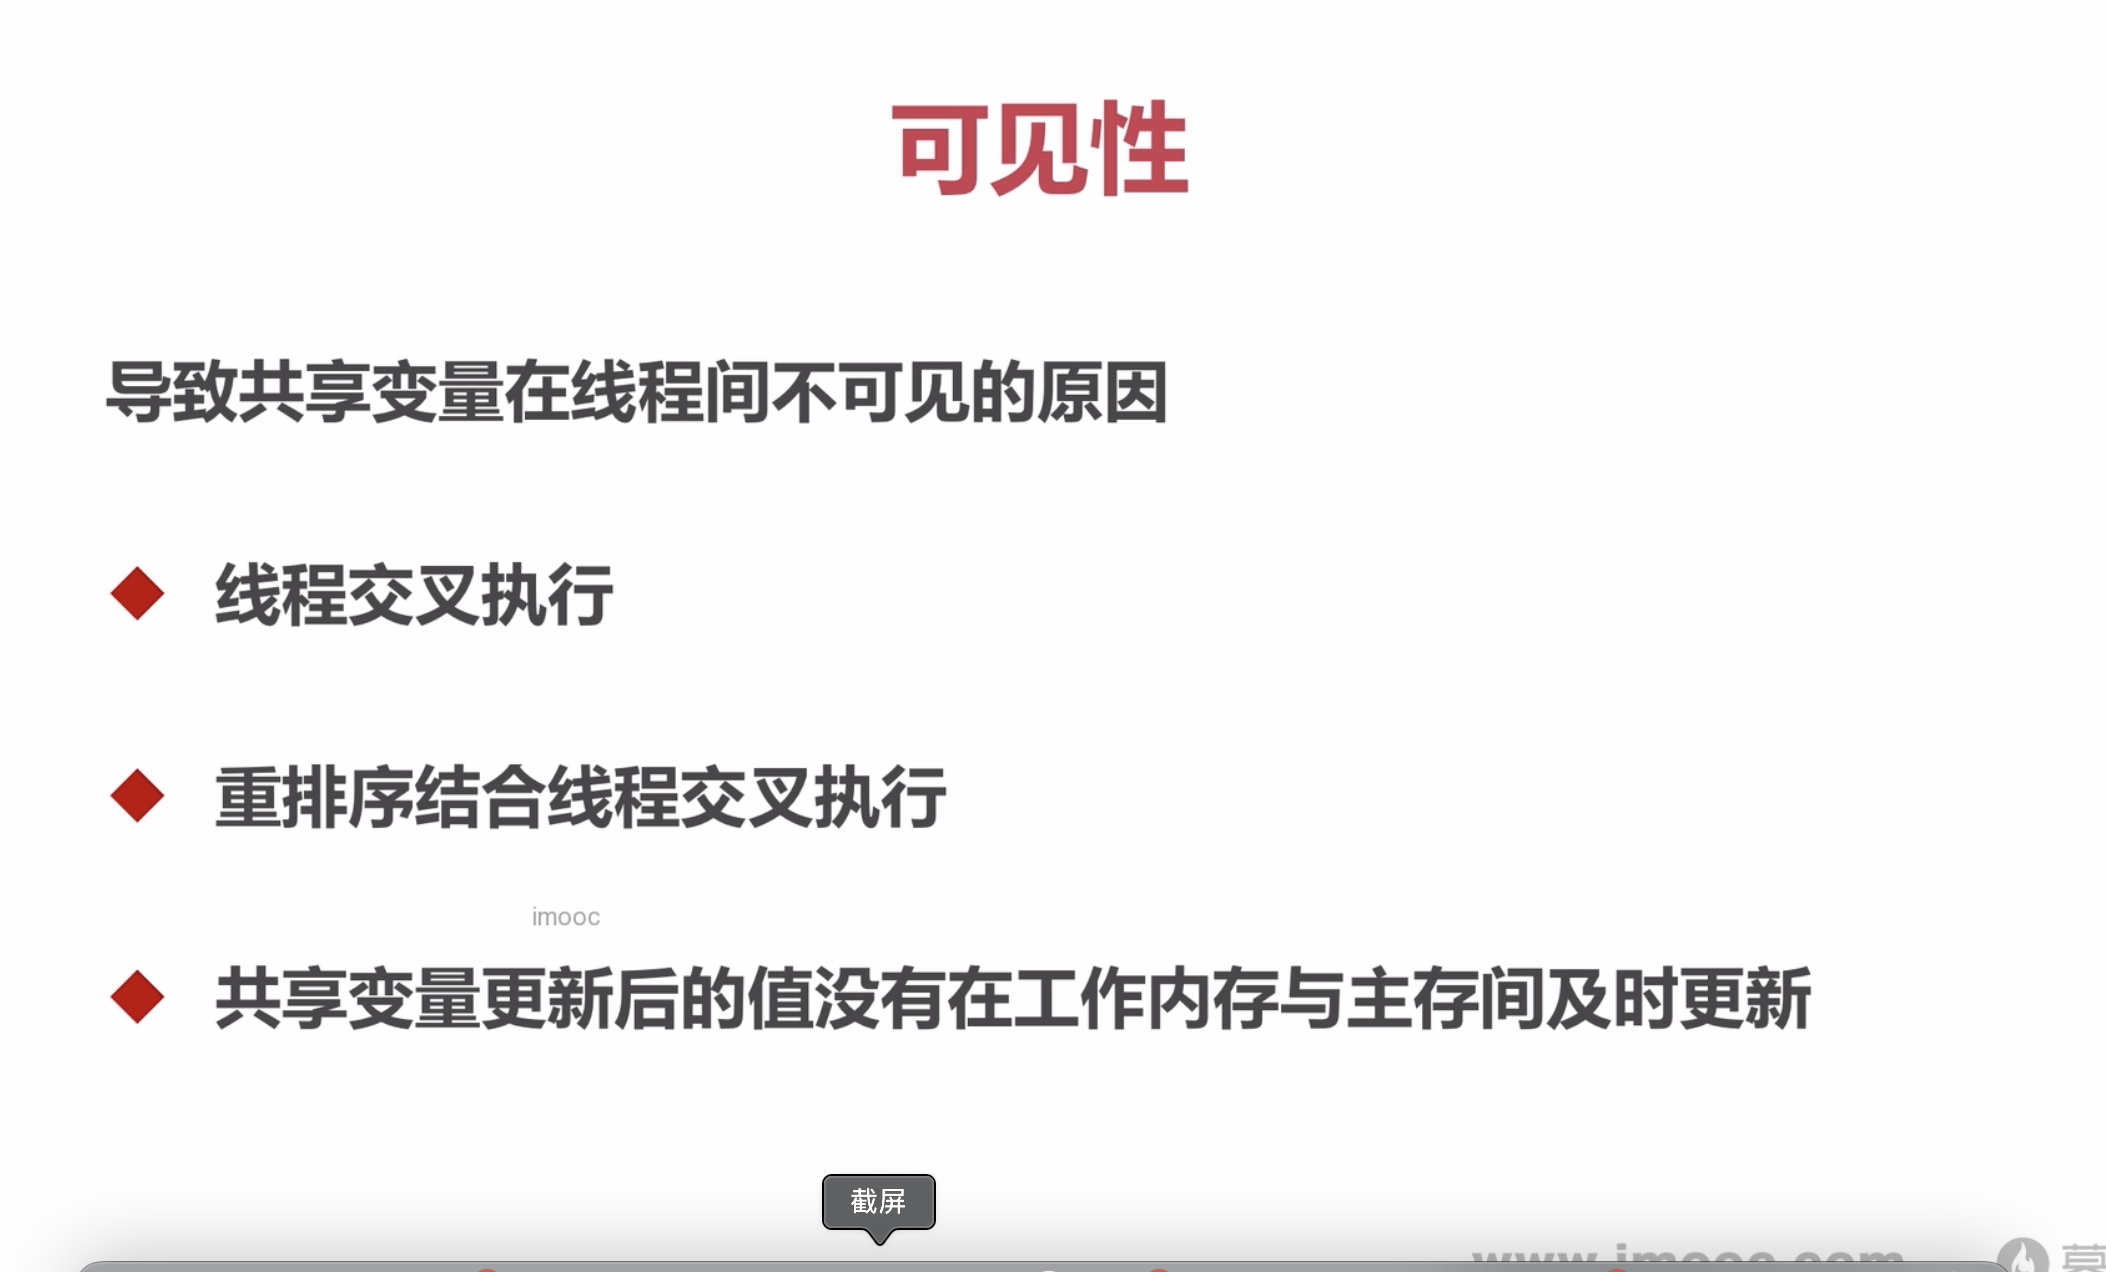 可见性
导致共享变量在线程间不可见的原因
线程交叉执行
重排序结合线程交叉执行
imooc
共享变量更新后的值没有在工作内存与主存间及时更新
截屏
www.imooc.com